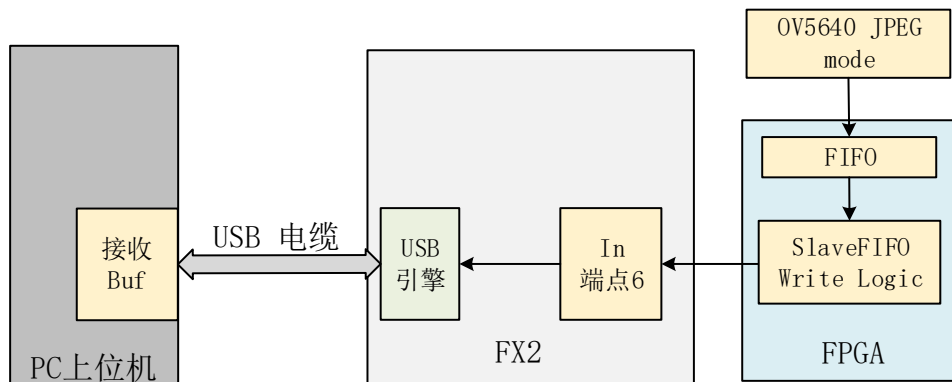 OV5640 JPEG
mode
FIFO
SlaveFIFO
Write Logic
FPGA
In
端点6
USB
引擎
FX2
USB 电缆
接收
Buf
PC上位机